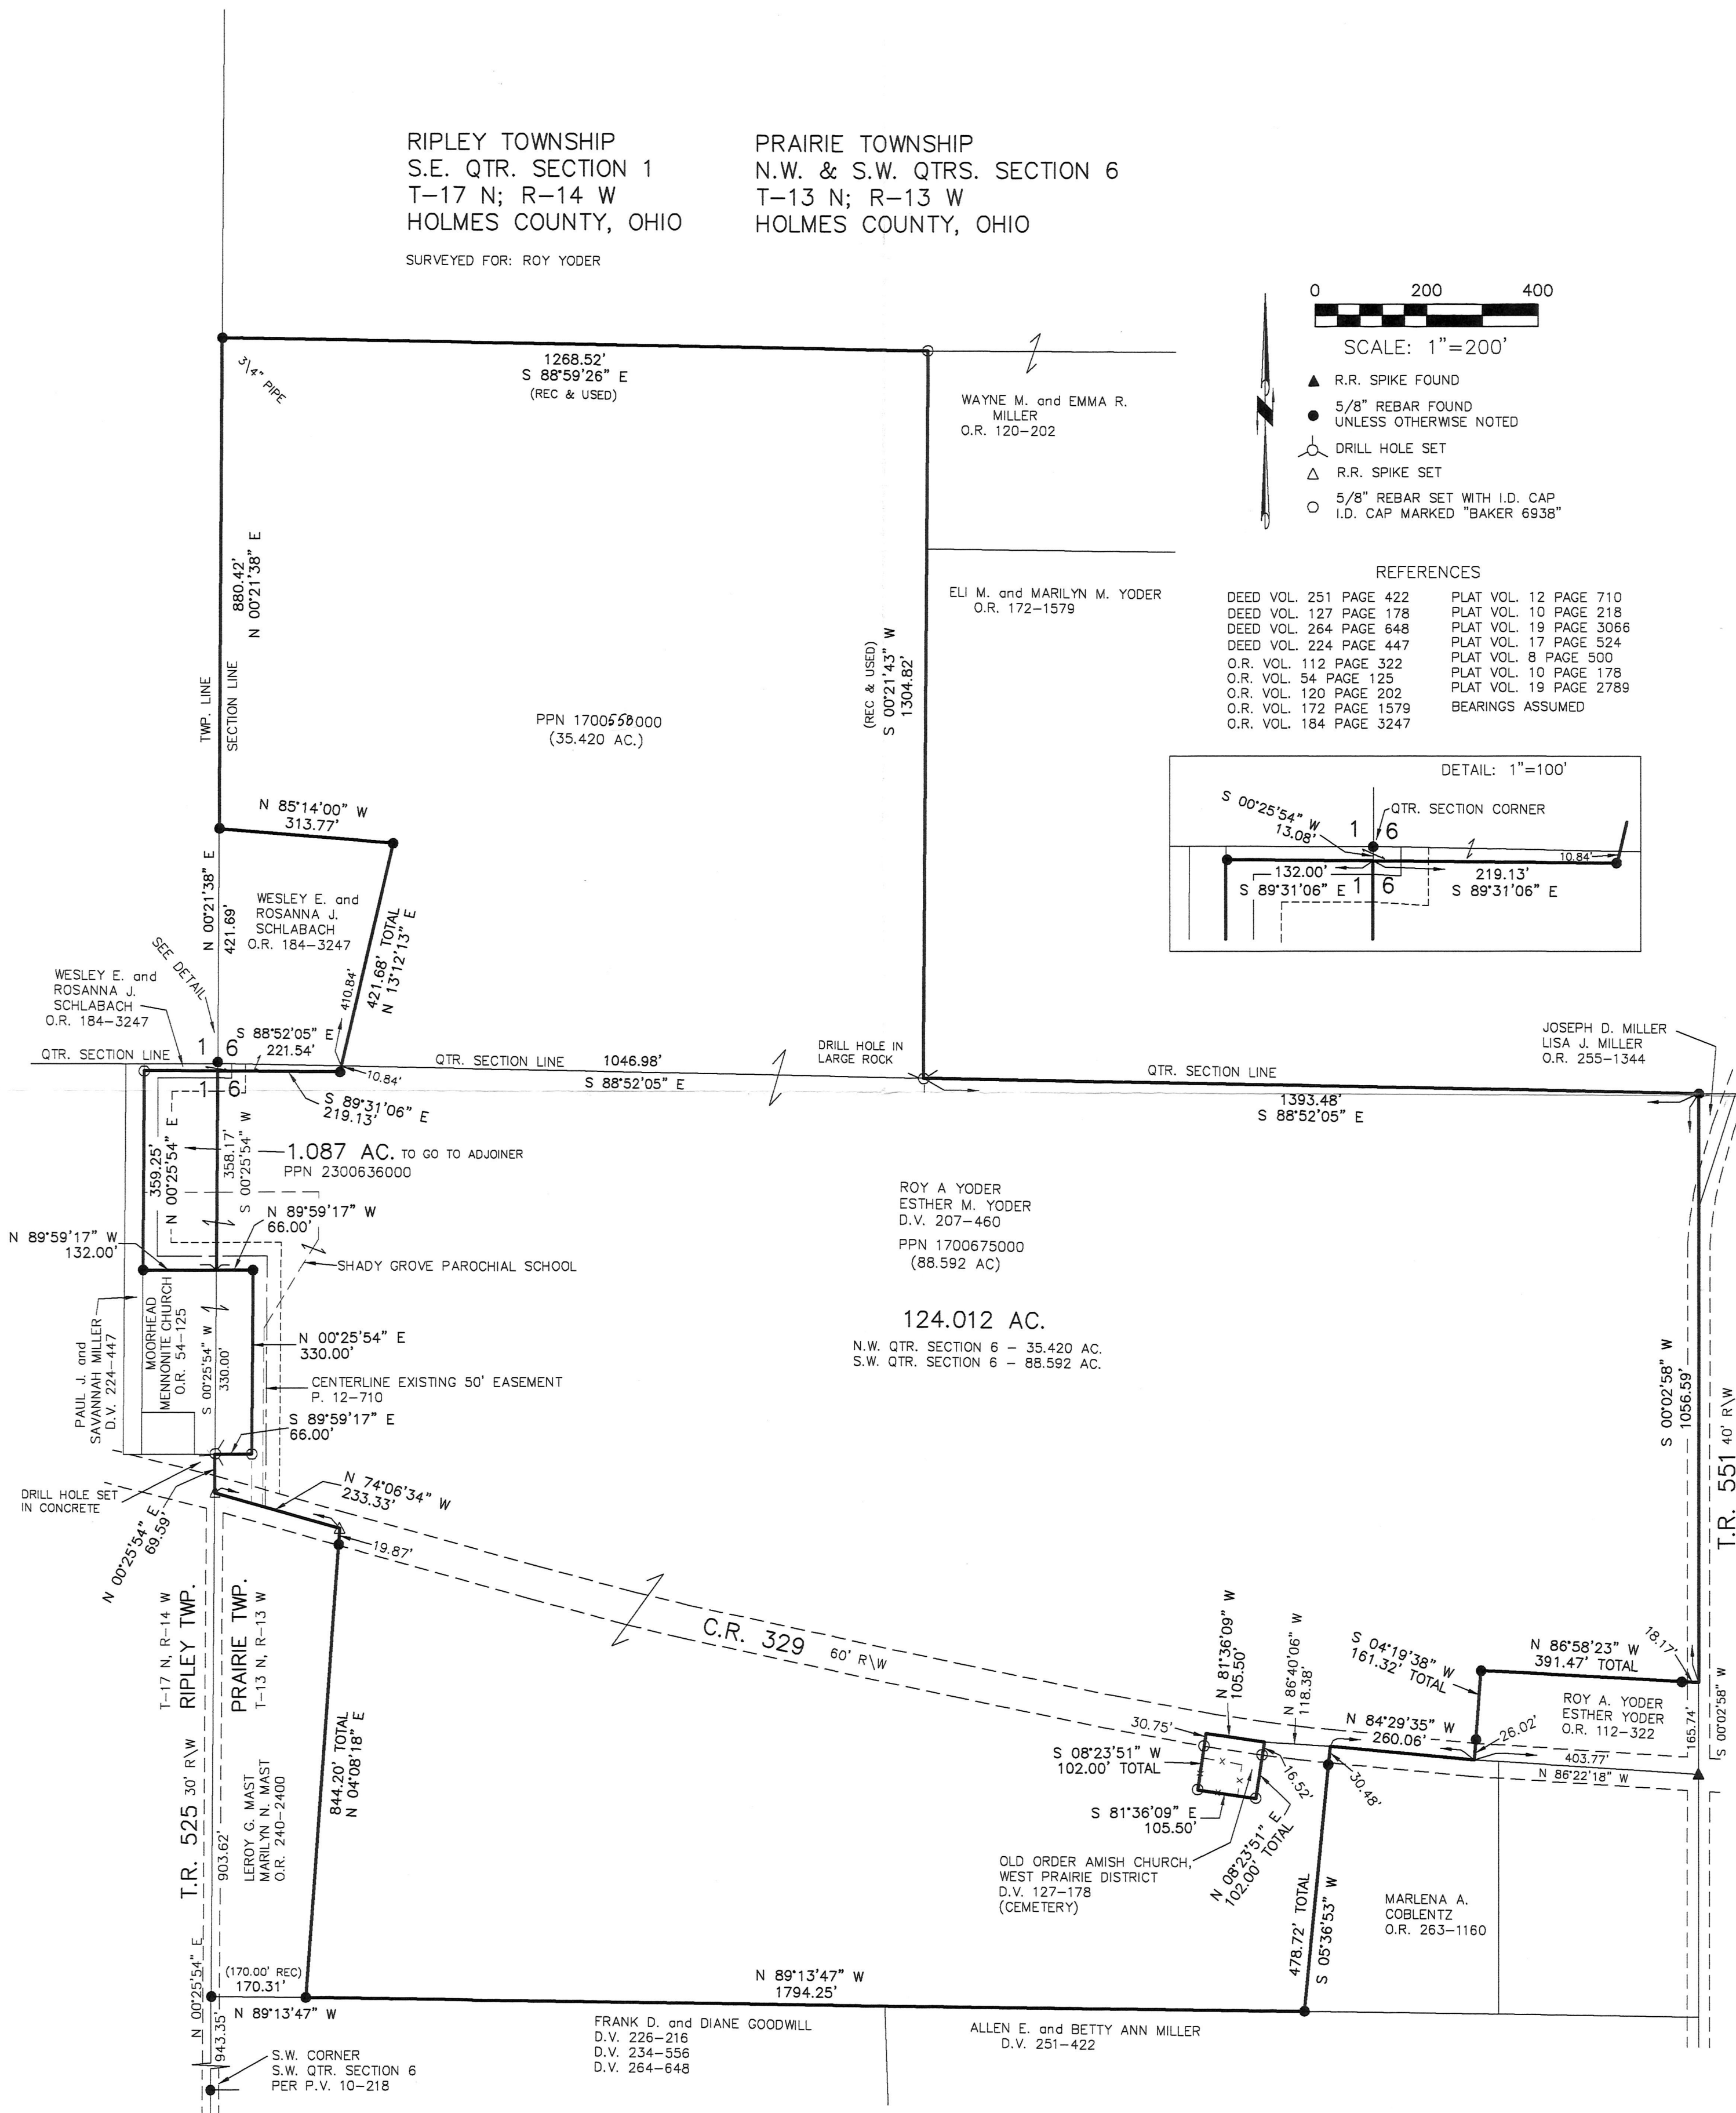 RIPLEY TOWNSHIP
S.E. QTR. SECTION 1
T-17 N; R-14 W
HOLMES COUNTY, OHIO
SURVEYED FOR: ROY YODER
PRAIRIE TOWNSHIP
N.W. & S.W. QTRS. SECTION 6
T-13 N; R-13 W
HOLMES COUNTY, OHIO
0 200 400
SCALE: 1"=200'
R.R. SPIKE FOUND
5/8" REBAR FOUND
UNLESS OTHERWISE NOTED
DRILL HOLE SET
R.R. SPIKE SET
5/8" REBAR SET WITH I.D. CAP
I.D. CAP MARKED "BAKER 6938"
REFERENCES
DEED VOL. 251 PAGE 422
DEED VOL. 127 PAGE 178
DEED VOL. 264 PAGE 648
DEED VOL. 224 PAGE 447
O.R. VOL. 112 PAGE 322
O.R. VOL. 54 PAGE 125
O.R. VOL. 120 PAGE 202
O.R. VOL. 172 PAGE 1579
O.R. VOL. 184 PAGE 3247
PLAT VOL. 12 PAGE 710
PLAT VOL. 10 PAGE 218
PLAT VOL. 19 PAGE 3066
PLAT VOL. 17 PAGE 524
PLAT VOL. 8 PAGE 500
PLAT VOL. 10 PAGE 178
PLAT VOL. 19 PAGE 2789
BEARINGS ASSUMED
DETAIL: 1"=100'
S 00°25'54" W
13.08'
QTR. SECTION CORNER
1 6
10.84'
132.00'
S 89°31'06" E
1 6
219.13'
S 89°31'06" E
3/4" PIPE
1268.52'
S 88°59'26" E
(REC & USED)
WAYNE M. and EMMA R.
MILLER
O.R. 120-202
880.42'
N 00°21'38" E
TWP. LINE
SECTION LINE
ELI M. and MARILYN M. YODER
O.R. 172-1579
(REC & USED)
S 00°21'43" W
1304.82'
PPN 1700550000
(35.420 AC.)
N 85°14'00" W
313.77'
N 00°21'38" E
421.69'
WESLEY E. and
ROSANNA J.
SCHLABACH
O.R. 184-3247
410.84'
421.68' TOTAL
N 13°12'13" E
SEE DETAIL
WESLEY E. and
ROSANNA J.
SCHLABACH
O.R. 184-3247
QTR. SECTION LINE
1 6
S 88°52'05" E
221.54'
QTR. SECTION LINE
1046.98'
S 88°52'05" E
DRILL HOLE IN
LARGE ROCK
QTR. SECTION LINE
1393.48'
S 88°52'05" E
JOSEPH D. MILLER
LISA J. MILLER
O.R. 255-1344
1 6
10.84'
S 89°31'06" E
219.13'
359.25'
N 00°25'54" E
358.17'
S 00°25'54" W
1.087 AC. TO GO TO ADJOINER
PPN 2300636000
N 89°59'17" W
66.00'
N 89°59'17" W
132.00'
SHADY GROVE PAROCHIAL SCHOOL
PAUL J. and
SAVANNAH MILLER
D.V. 224-447
MOORHEAD
MENNONITE CHURCH
O.R. 54-125
S 00°25'54" W
330.00'
N 00°25'54" E
330.00'
CENTERLINE EXISTING 50' EASEMENT
P. 12-710
S 89°59'17" E
66.00'
ROY A YODER
ESTHER M. YODER
D.V. 207-460
PPN 1700675000
(88.592 AC)
124.012 AC.
N.W. QTR. SECTION 6 - 35.420 AC.
S.W. QTR. SECTION 6 - 88.592 AC.
S 00°02'58" W
1056.59'
T.R. 551 40' R\W
DRILL HOLE SET
IN CONCRETE
N 00°25'54" E
69.59'
N 74°06'34" W
233.33'
19.87'
C.R. 329 60' R\W
T-17 N, R-14 W
RIPLEY TWP.
PRAIRIE TWP.
T-13 N, R-13 W
T.R. 525 30' R\W
903.62'
LEROY G. MAST
MARILYN N. MAST
O.R. 240-2400
844.20' TOTAL
N 04°08'18" E
30.75'
N 81°36'09" W
105.50'
N 86°40'06" W
118.38'
S 08°23'51" W
102.00' TOTAL
16.52'
S 81°36'09" E
105.50'
N 08°23'51" E
102.00' TOTAL
OLD ORDER AMISH CHURCH,
WEST PRAIRIE DISTRICT
D.V. 127-178
(CEMETERY)
S 04°19'38" W
161.32' TOTAL
N 86°58'23" W
391.47' TOTAL
18.17'
N 84°29'35" W
260.06'
26.02'
30.48'
ROY A. YODER
ESTHER YODER
O.R. 112-322
165.74'
S 00°02'58" W
403.77'
N 86°22'18" W
478.72' TOTAL
S 05°36'53" W
MARLENA A.
COBLENTZ
O.R. 263-1160
N 00°25'54" E
943.35'
(170.00' REC)
170.31'
N 89°13'47" W
N 89°13'47" W
1794.25'
S.W. CORNER
S.W. QTR. SECTION 6
PER P.V. 10-218
FRANK D. and DIANE GOODWILL
D.V. 226-216
D.V. 234-556
D.V. 264-648
ALLEN E. and BETTY ANN MILLER
D.V. 251-422